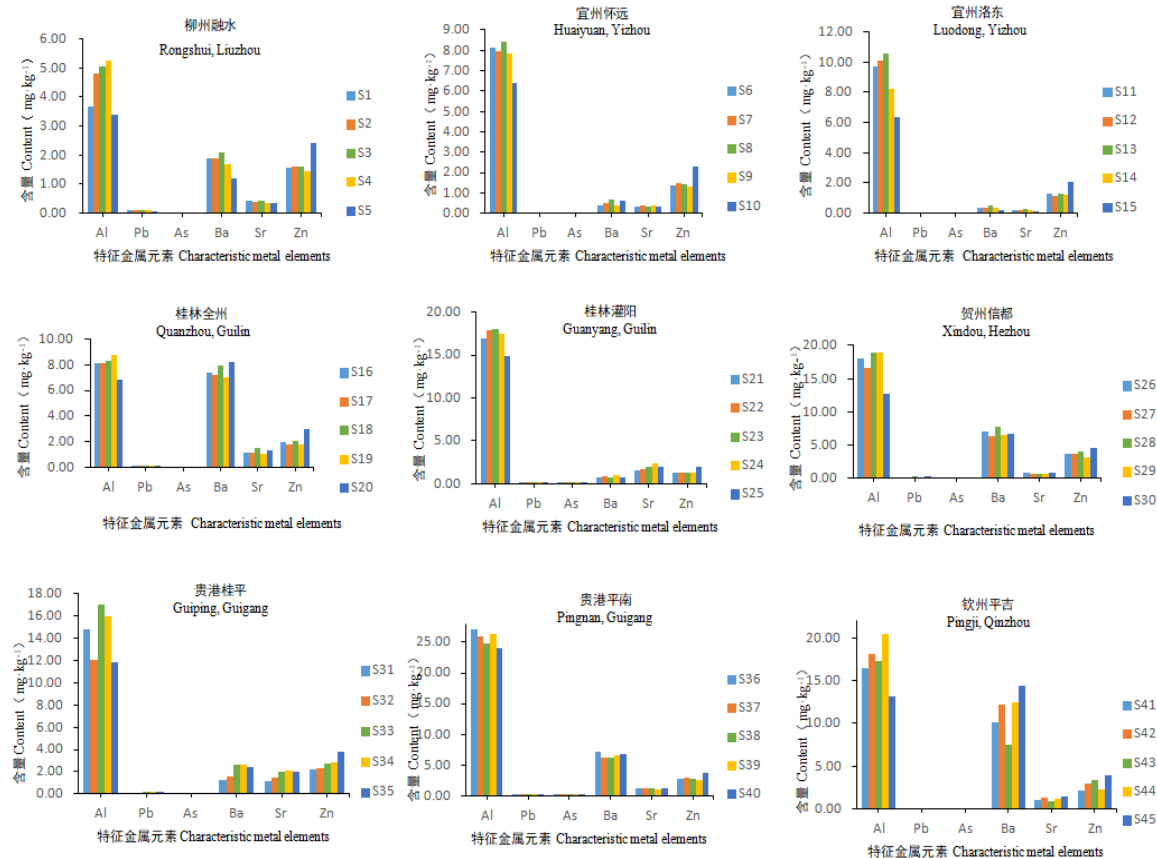 柳州融水
Rongshui, Liuzhou
含量 Content（ mg·kg⁻¹）
6.00
5.00
4.00
3.00
2.00
1.00
0.00
Al Pb As Ba Sr Zn
特征金属元素 Characteristic metal elements
S1
S2
S3
S4
S5
宜州怀远
Huaiyuan, Yizhou
含量 Content（ mg·kg⁻¹）
9.00
8.00
7.00
6.00
5.00
4.00
3.00
2.00
1.00
0.00
Al Pb As Ba Sr Zn
特征金属元素 Characteristic metal elements
S6
S7
S8
S9
S10
宜州洛东
Luodong, Yizhou
含量 Content（ mg·kg⁻¹）
12.00
10.00
8.00
6.00
4.00
2.00
0.00
Al Pb As Ba Sr Zn
特征金属元素 Characteristic metal elements
S11
S12
S13
S14
S15
桂林全州
Quanzhou, Guilin
含量 Content（ mg·kg⁻¹）
10.00
8.00
6.00
4.00
2.00
0.00
Al Pb As Ba Sr Zn
特征金属元素 Characteristic metal elements
S16
S17
S18
S19
S20
桂林灌阳
Guanyang, Guilin
含量 Content（ mg·kg⁻¹）
20.00
15.00
10.00
5.00
0.00
Al Pb As Ba Sr Zn
特征金属元素 Characteristic metal elements
S21
S22
S23
S24
S25
贺州信都
Xindou, Hezhou
含量 Content（ mg·kg-¹）
20.00
15.00
10.00
5.00
0.00
Al Pb As Ba Sr Zn
特征金属元素 Characteristic metal elements
S26
S27
S28
S29
S30
贵港桂平
Guiping, Guigang
含量 Content（ mg·kg⁻¹）
18.00
16.00
14.00
12.00
10.00
8.00
6.00
4.00
2.00
0.00
Al Pb As Ba Sr Zn
特征金属元素 Characteristic metal elements
S31
S32
S33
S34
S35
贵港平南
Pingnan, Guigang
含量 Content（ mg·kg⁻¹）
25.00
20.00
15.00
10.00
5.00
0.00
Al Pb As Ba Sr Zn
特征金属元素 Characteristic metal elements
S36
S37
S38
S39
S40
钦州平吉
Pingji, Qinzhou
含量 Content（mg·kg⁻¹）
20.00
15.00
10.00
5.00
0.00
Al Pb As Ba Sr Zn
特征金属元素 Characteristic metal elements
S41
S42
S43
S44
S45